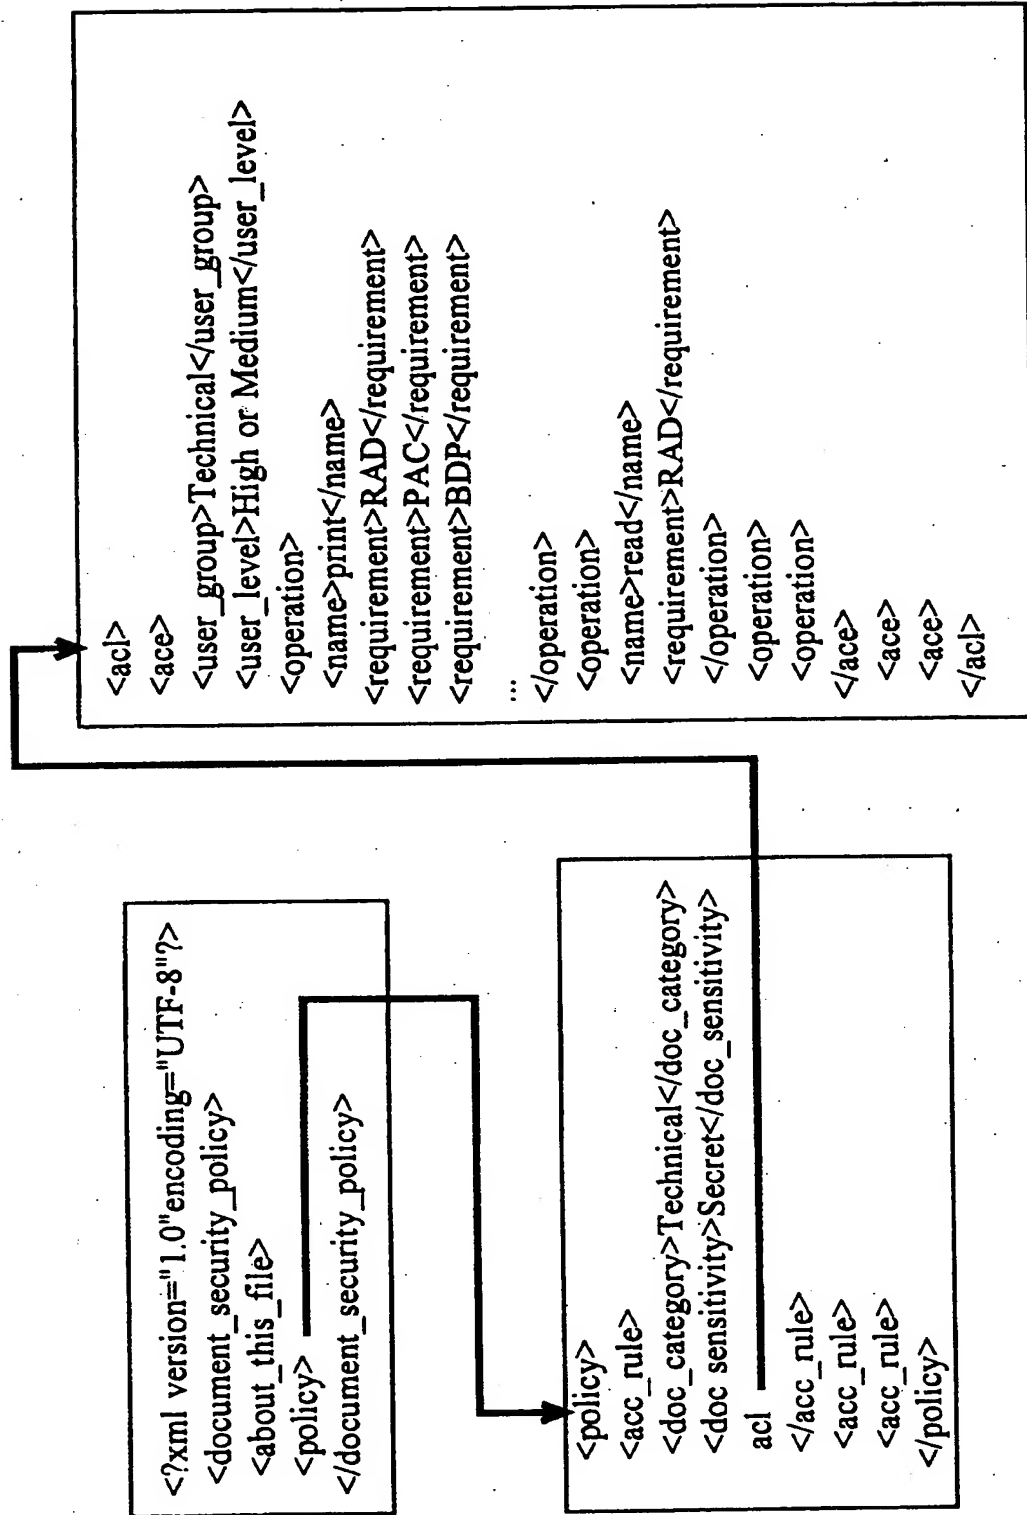 <?xml version="1.0"encoding="UTF-8"?>
<document_security_policy>
<about_this_file>
<policy>
</document_security_policy>
<policy>
<acc_rule>
<doc_category>Technical</doc_category>
<doc sensitivity>Secret</doc_sensitivity>
acl
</acc_rule>
<acc_rule>
<acc_rule>
</policy>
<acl>
<ace>
<user_group>Technical</user_group>
<user_level>High or Medium</user_level>
<operation>
<name>print</name>
<requirement>RAD</requirement>
<requirement>PAC</requirement>
<requirement>BDP</requirement>
...
</operation>
<operation>
<name>read</name>
<requirement>RAD</requirement>
</operation>
<operation>
<operation>
</ace>
<ace>
<ace>
</acl>